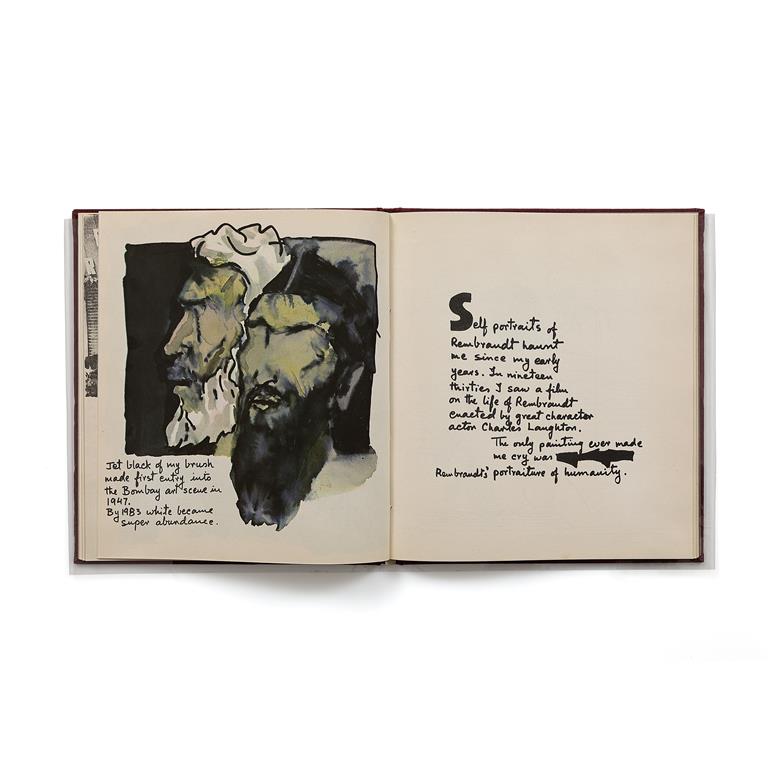 Jet black of my brush
made first entry into
the Bombay art scene in
1947.
By 1983 white became
super abundance.
Self portraits of
Rembrandt haunt
me since my early
years. In nineteen
thirties I saw a film
on the life of Rembrandt
enacted by great character
actor Charles Laughton.
The only painting ever made
me cry was
Rembrandt's portraiture of humanity.